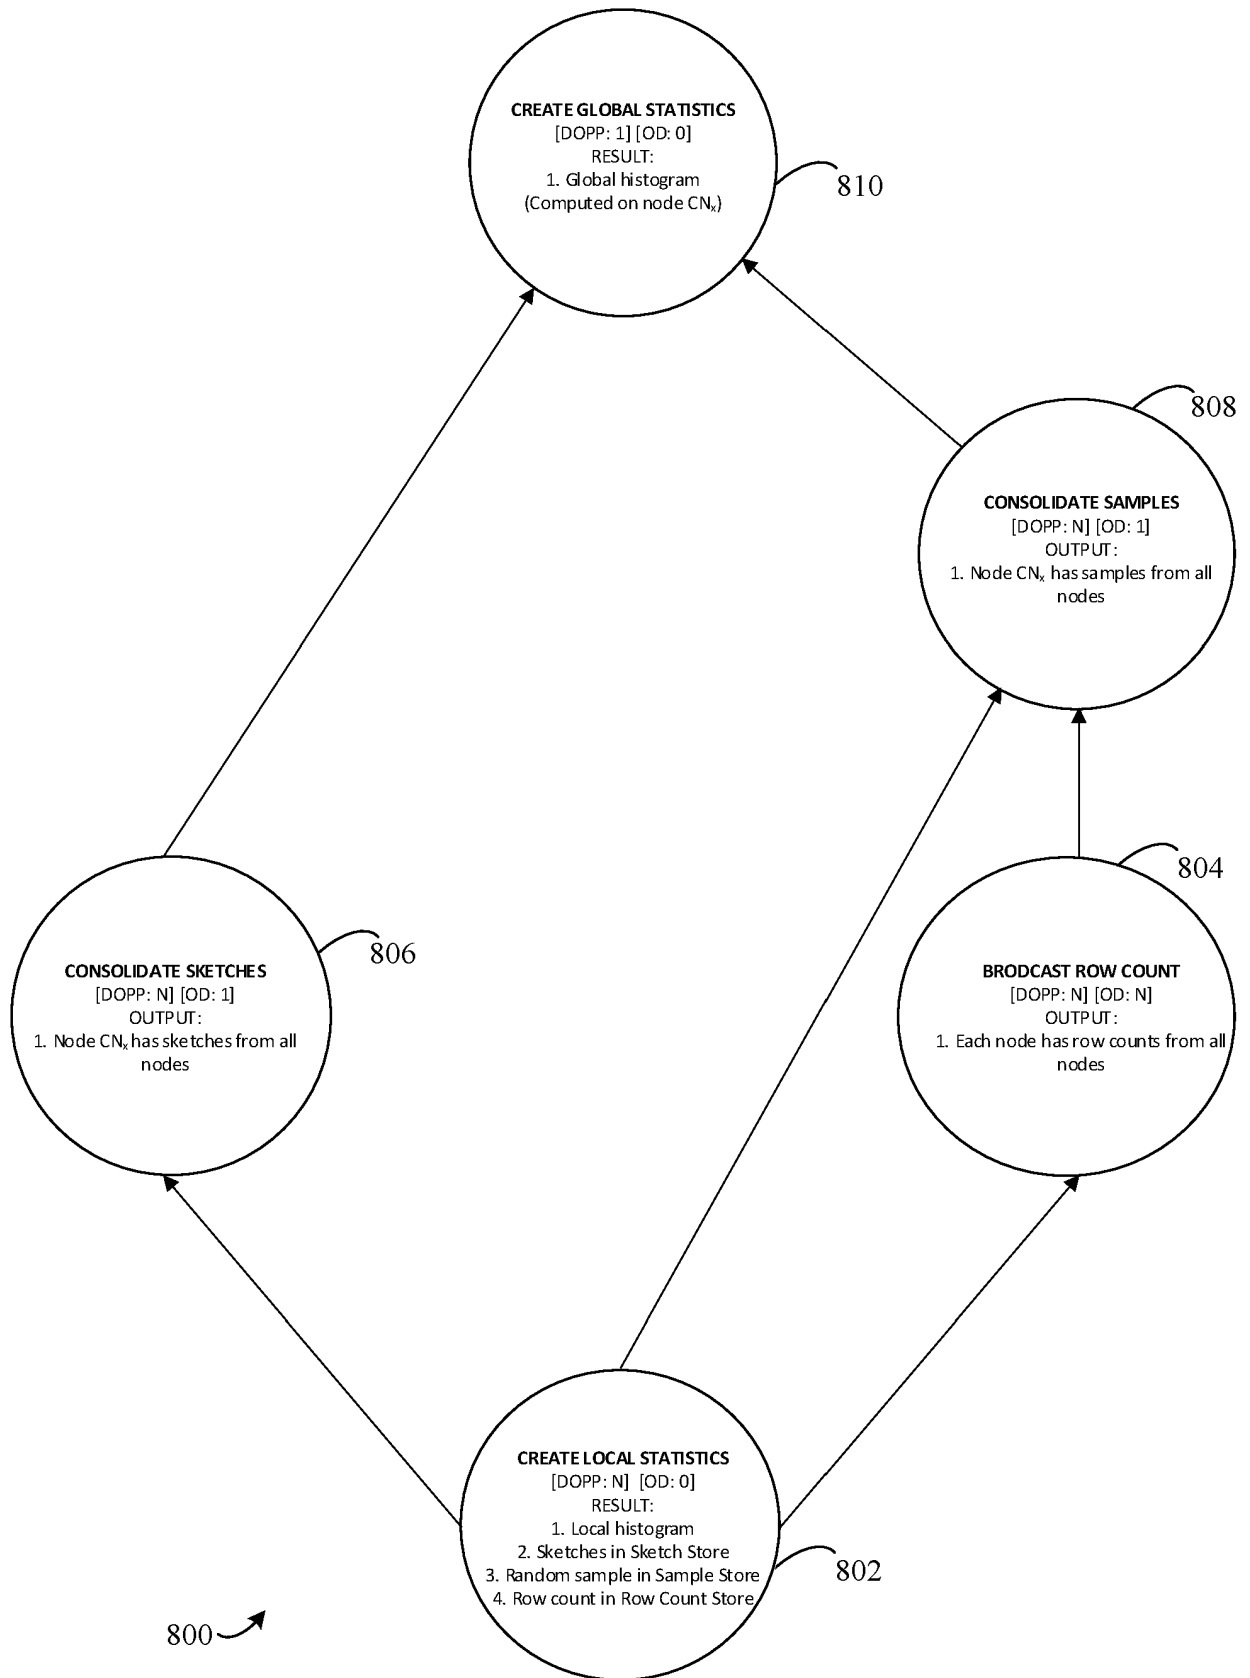 CREATE GLOBAL STATISTICS
[DOPP: 1] [OD: 0]
RESULT:
1. Global histogram
(Computed on node CNₓ)
810
808
CONSOLIDATE SAMPLES
[DOPP: N] [OD: 1]
OUTPUT:
1. Node CNₓ has samples from all
nodes
804
806
CONSOLIDATE SKETCHES
[DOPP: N] [OD: 1]
OUTPUT:
1. Node CNₓ has sketches from all
nodes
BRODCAST ROW COUNT
[DOPP: N] [OD: N]
OUTPUT:
1. Each node has row counts from all
nodes
CREATE LOCAL STATISTICS
[DOPP: N] [OD: 0]
RESULT:
1. Local histogram
2. Sketches in Sketch Store
3. Random sample in Sample Store
4. Row count in Row Count Store
802
800